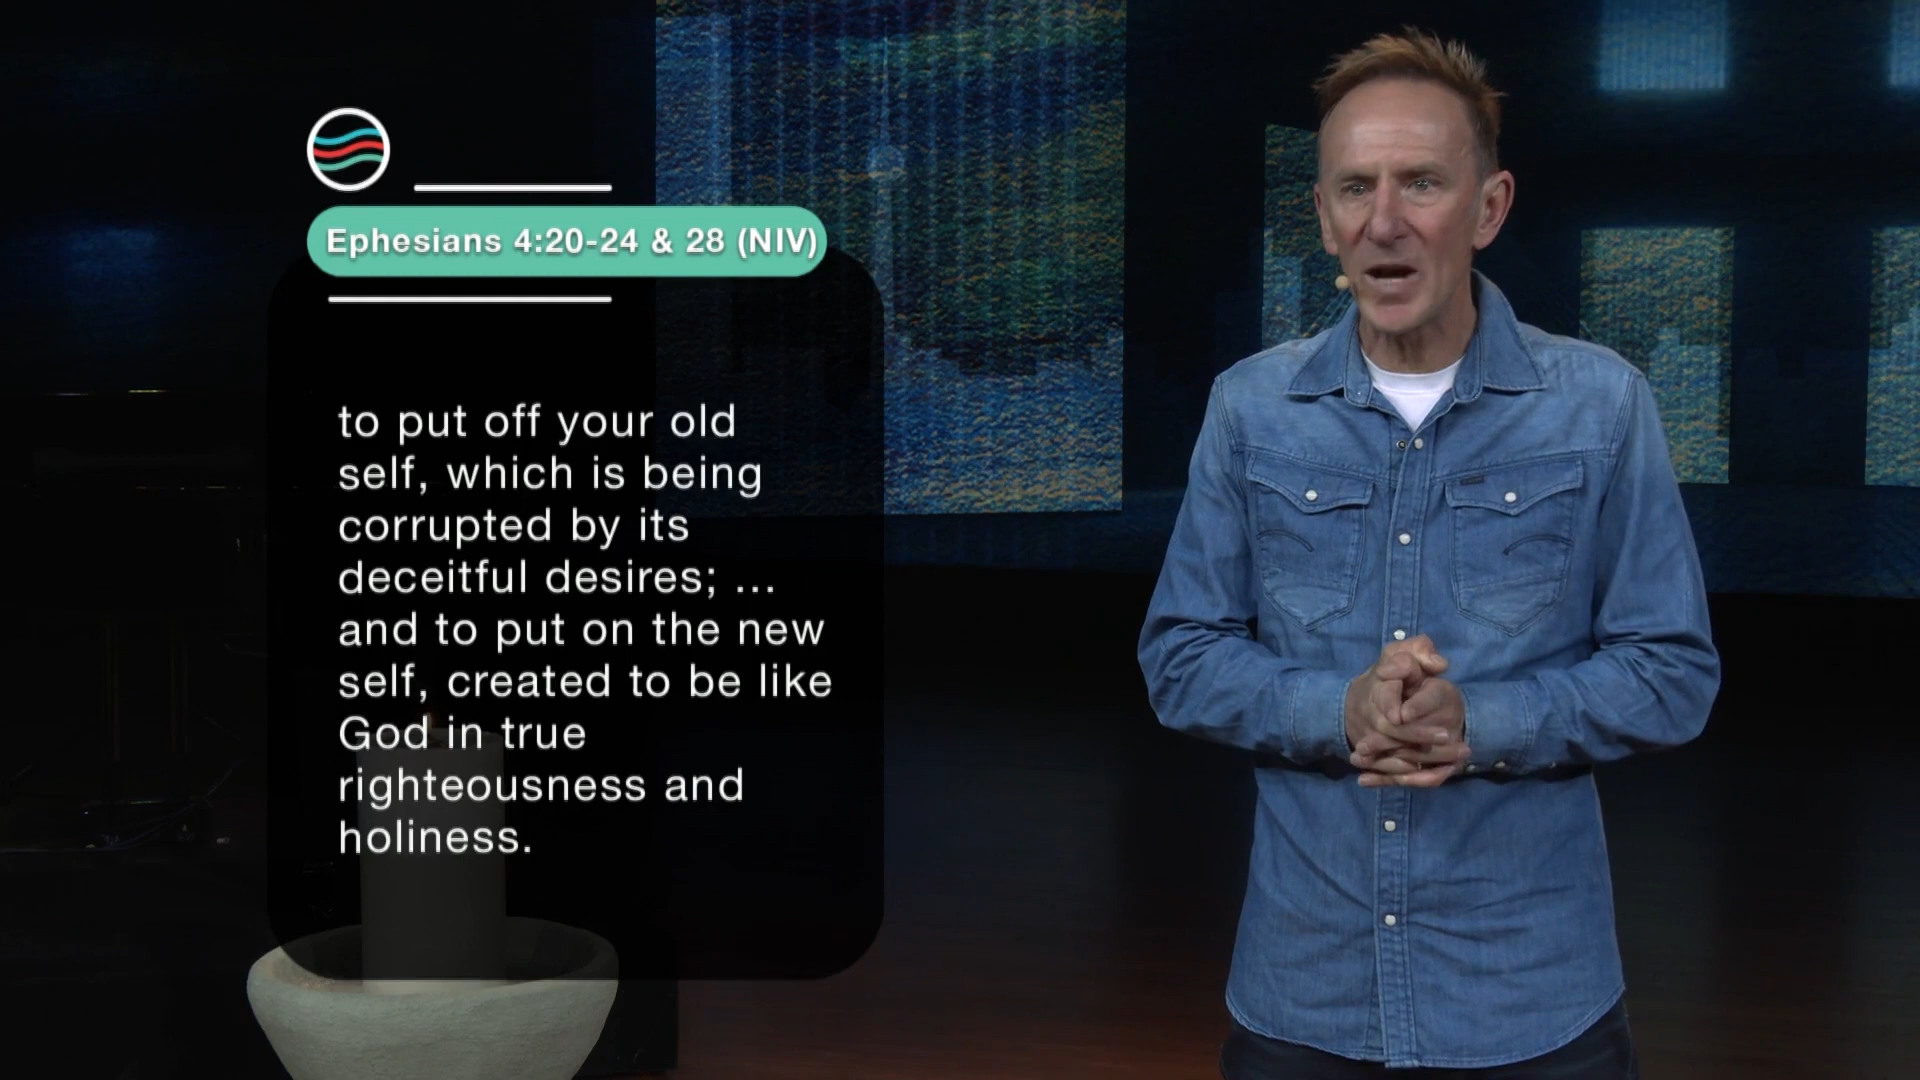 Ephesians 4:20-24 & 28 (NIV)
to put off your old
self, which is being
corrupted by its
deceitful desires; ...
and to put on the new
self, created to be like
God in true
righteousness and
holiness.